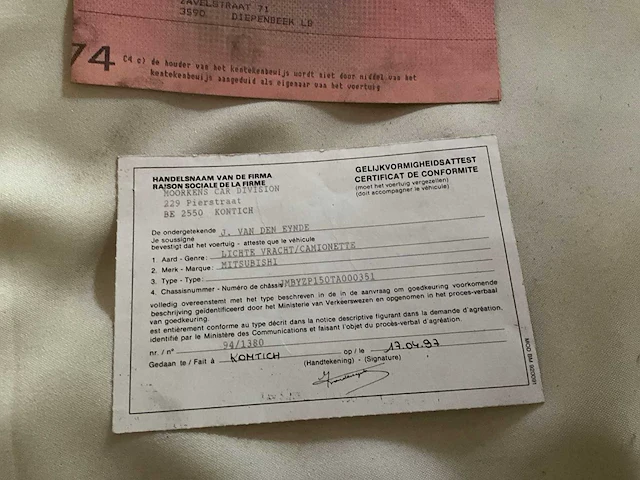 ZAVELSTRAAT 71
3590 DIEPENBEEK LB
74 C4 c) de houder van het kentekenbewijs wordt niet door middel van het
kentekenbewijs aangeduid als eigenaar van het voertuig
HANDELSNAAM VAN DE FIRMA
RAISON SOCIALE DE LA FIRME
MOORKENS CAR DIVISION
229 Pierstraat
BE 2550 KONTICH
GELIJKVORMIGHEIDSATTEST
CERTIFICAT DE CONFORMITE
(moet het voertuig vergezellen)
(doit accompagner le véhicule)
De ondergetekende J. VAN DEN EYNDE
Je soussigné
bevestigt dat het voertuig - atteste que le véhicule
1. Aard - Genre: LICHTE VRACHT/CAMIONETTE
2. Merk - Marque: MITSUBISHI
3. Type - Type:
4. Chassisnummer - Numéro de châssis JMBYZP150TA000351
volledig overeenstemt met het type beschreven in de in de aanvraag om goedkeuring voorkomende
beschrijving geïdentificeerd door het Ministerie van Verkeerswezen en opgenomen in het proces-verbaal
van goedkeuring.
est entièrement conforme au type décrit dans la notice descriptive figurant dans la demande d'agréation,
identifié par le Ministère des Communications et faisant l'objet du procès-verbal d'agréation.
nr. / n° 94/1380
Gedaan te / Fait à KONTICH op / le 17.04.97
(Handtekening) - (Signature)